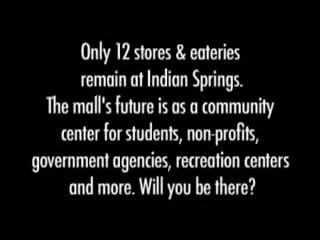 Only 12 stores & eateries
remain at Indian Springs.
The mall's future is as a community
center for students, non-profits,
government agencies, recreation centers
and more. Will you be there?